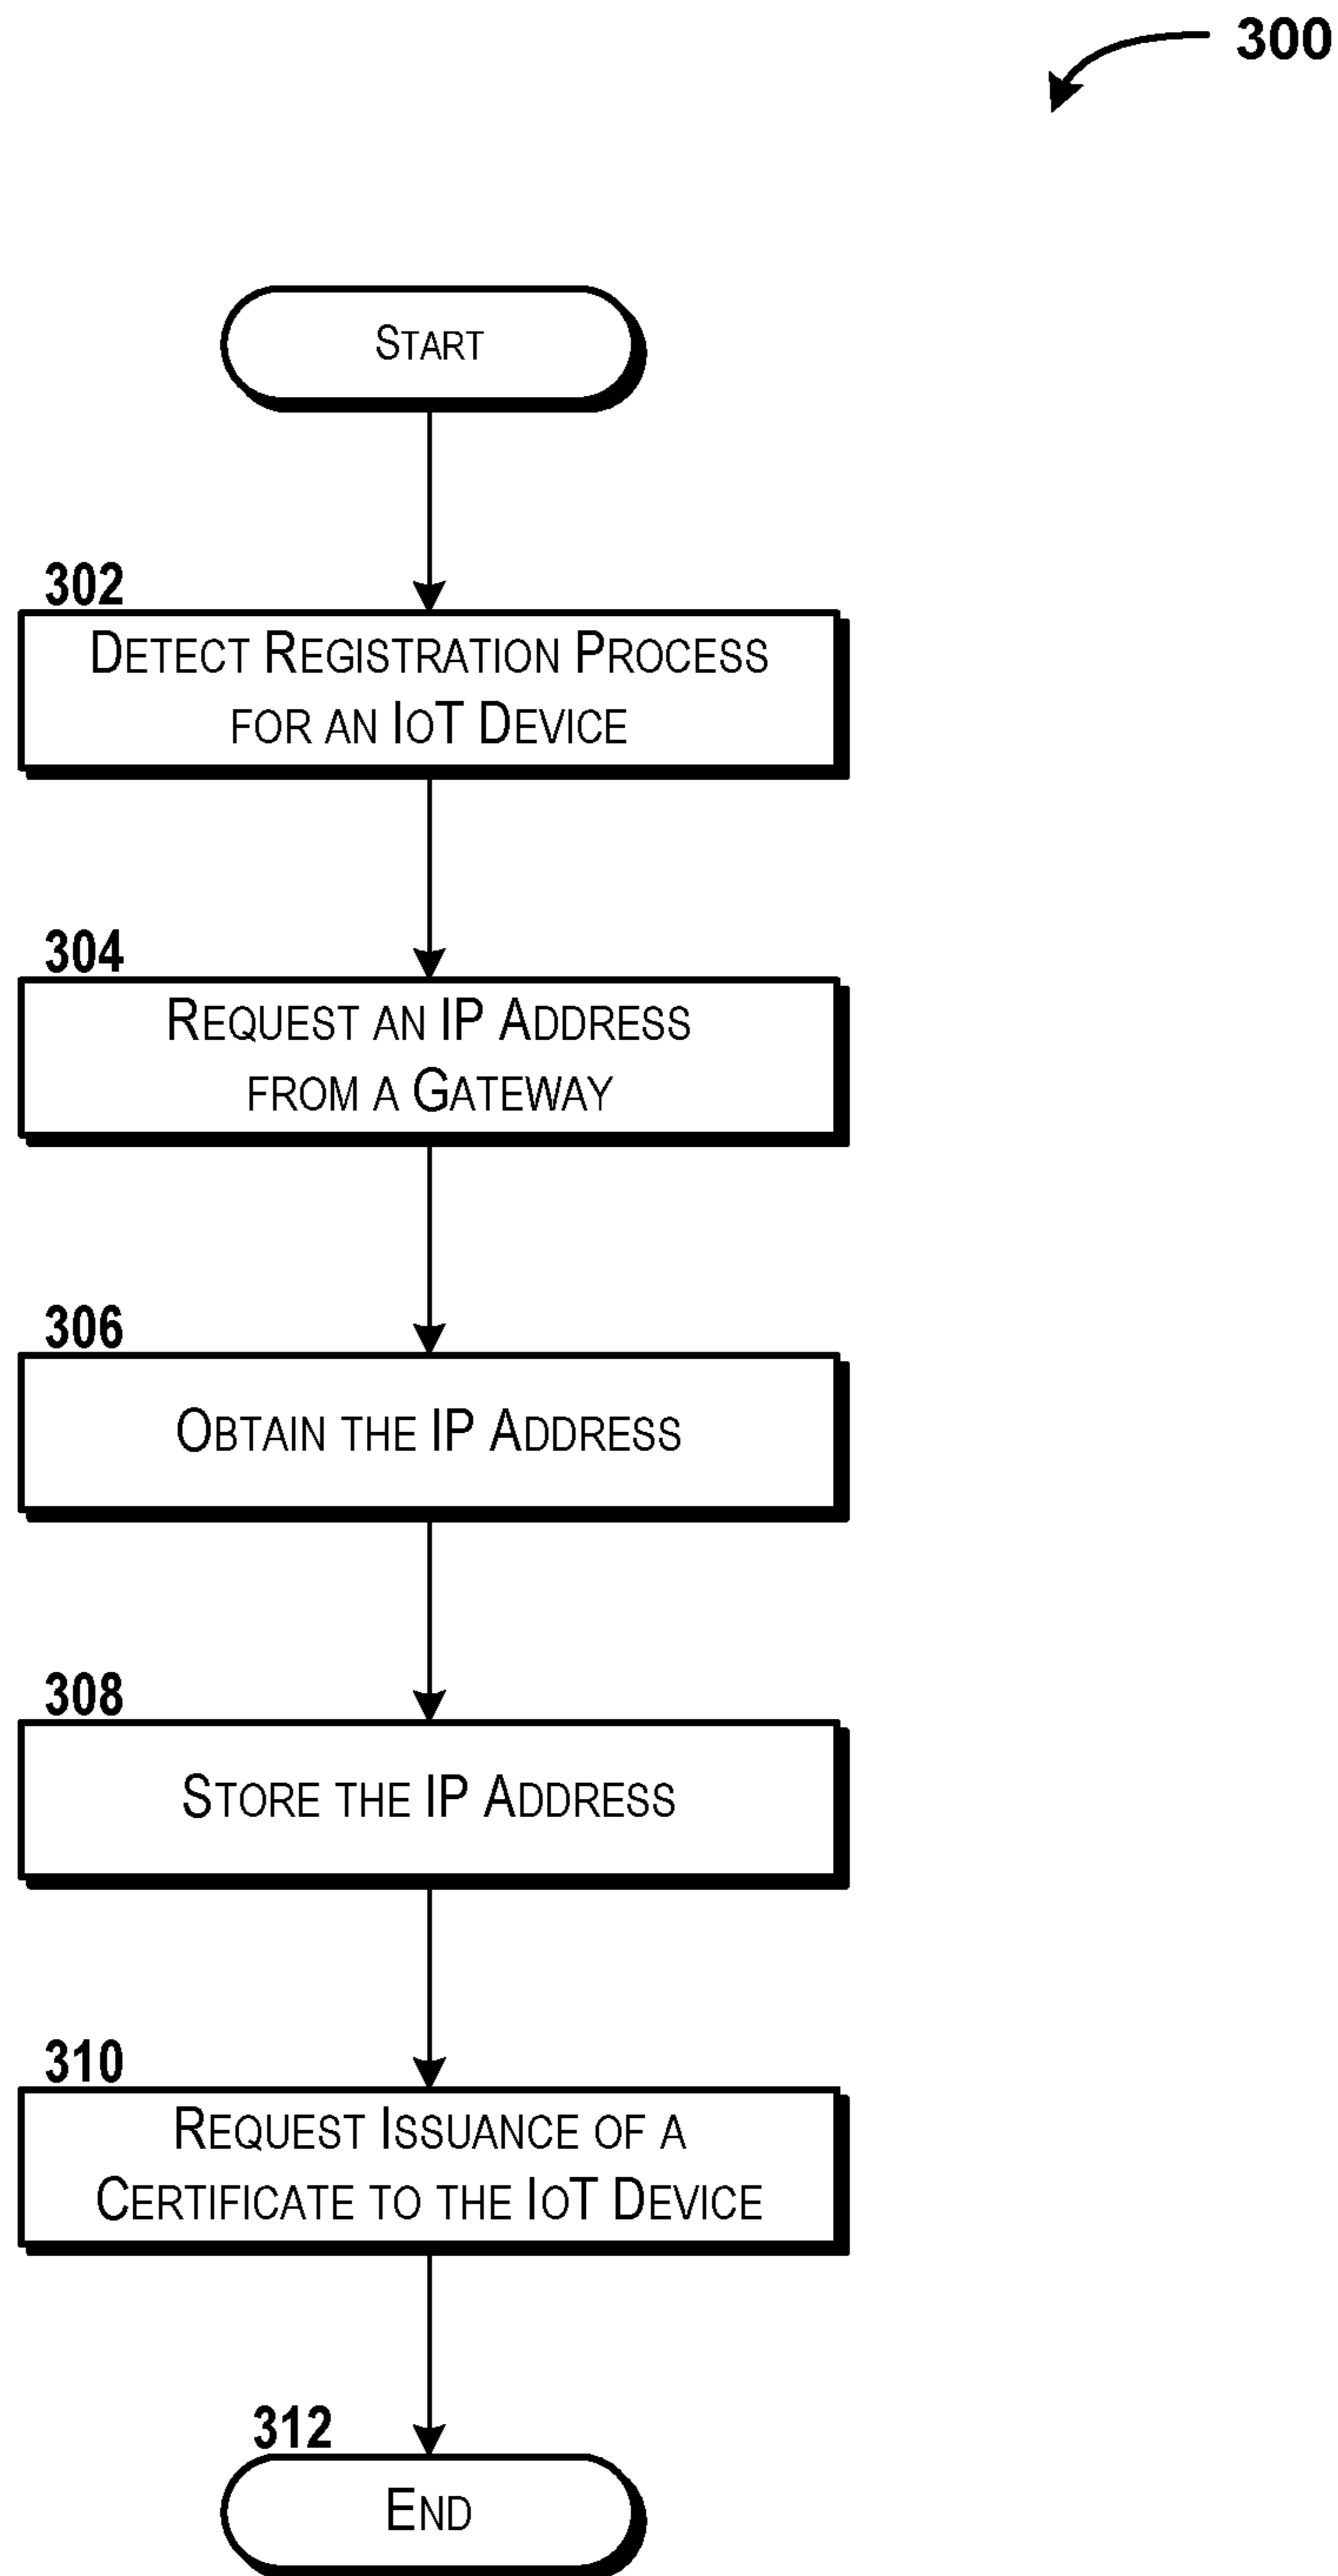 300
START
302
DETECT REGISTRATION PROCESS
FOR AN IOT DEVICE
304
REQUEST AN IP ADDRESS
FROM A GATEWAY
306
OBTAIN THE IP ADDRESS
308
STORE THE IP ADDRESS
310
REQUEST ISSUANCE OF A
CERTIFICATE TO THE IOT DEVICE
312
END